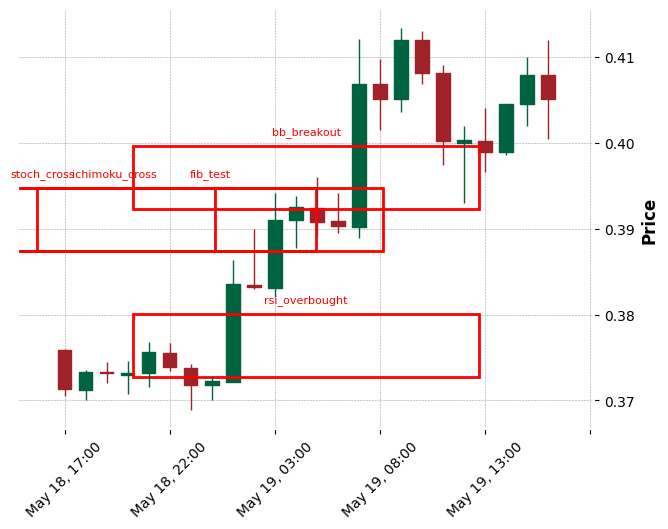 0.41
bb_breakout
0.40
stoch_cross
ichimoku_cross
fib_test
0.39
Price
rsi_overbought
0.38
0.37
May 18, 17:00
May 18, 22:00
May 19, 03:00
May 19, 08:00
May 19, 13:00